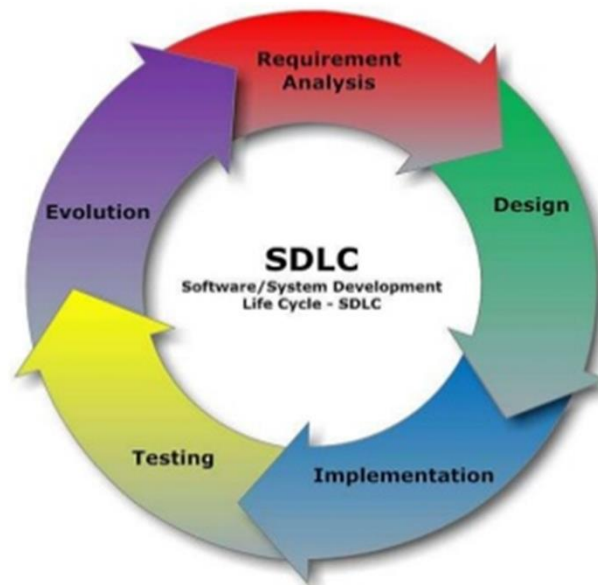 Requirement
Analysis
Design
Implementation
Testing
Evolution
SDLC
Software/System Development
Life Cycle - SDLC